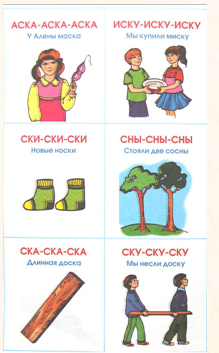 АСКА-АСКА-АСКА
У Алены маска
ИСКУ-ИСКУ-ИСКУ
Мы купили миску
СКИ-СКИ-СКИ
Новые носки
СНЫ-СНЫ-СНЫ
Стояли две сосны
СКА-СКА-СКА
Длинная доска
СКУ-СКУ-СКУ
Мы несли доску